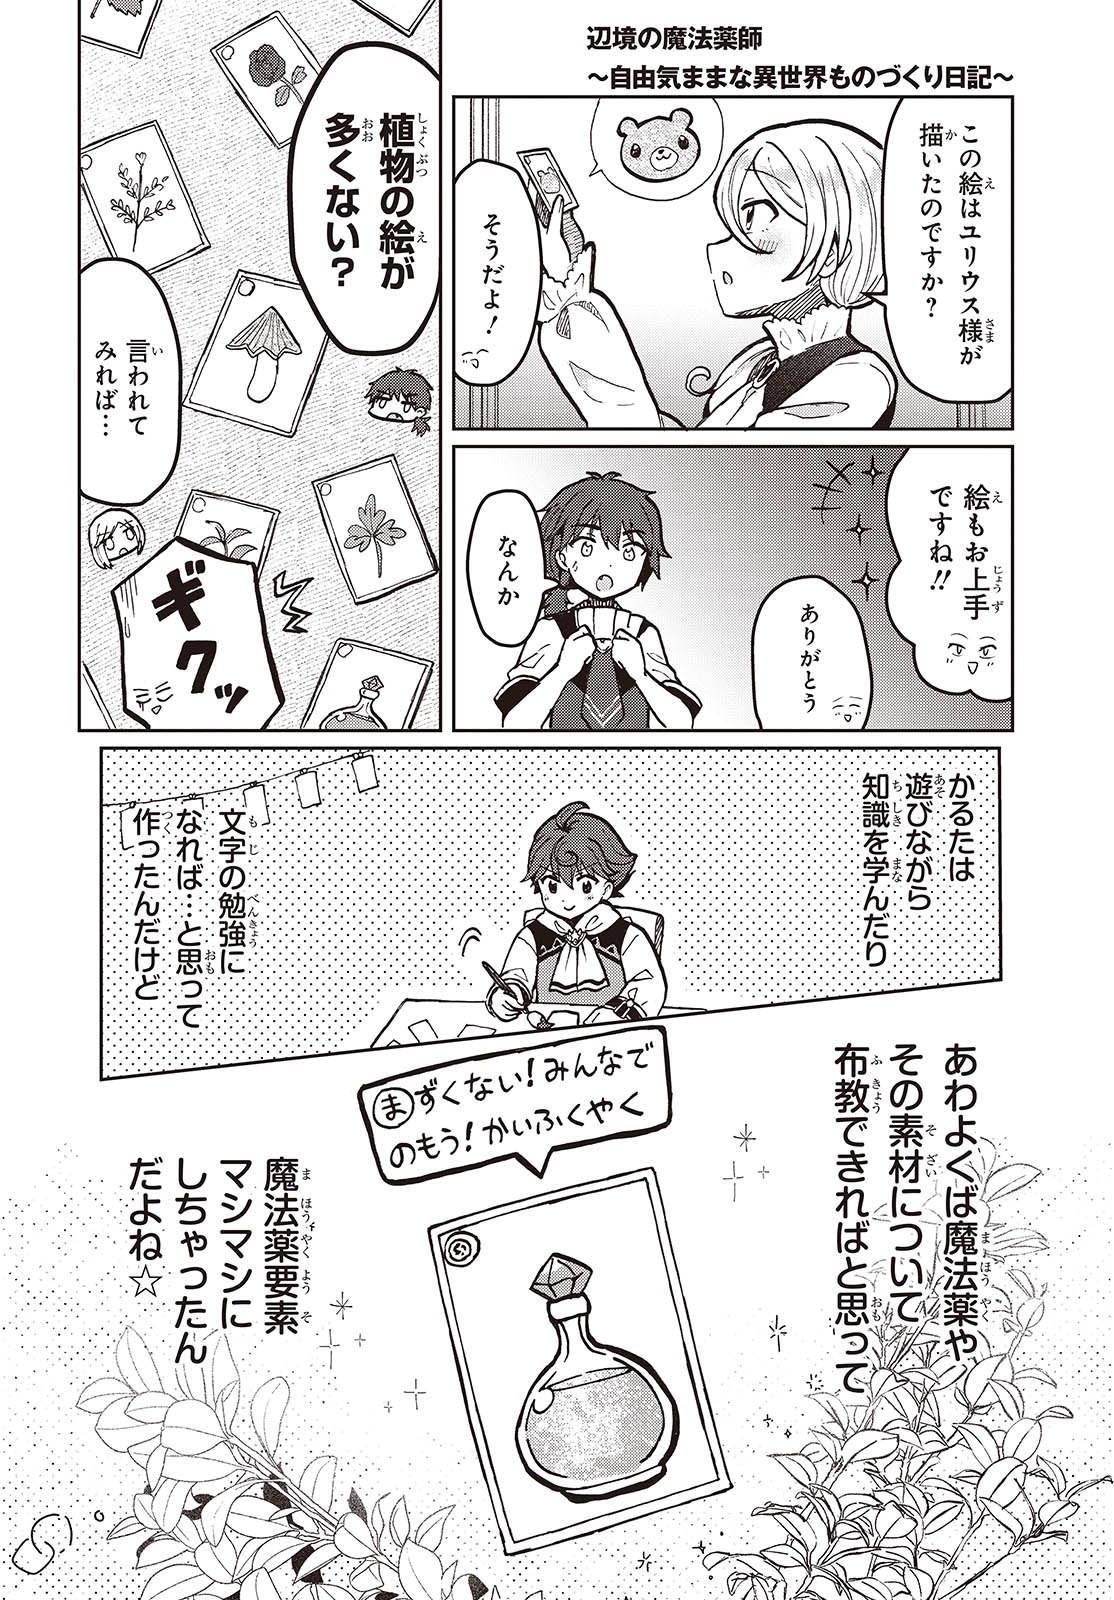 辺境の魔法薬師
～自由気ままな異世界ものづくり日記～
この絵はユリウス様が
描いたのですか？
そうだよ！
絵もお上手
ですね!!
ありがとう
なんか
植物の絵が
多くない？
言われて
みれば…
ギクッ
かるたは
遊びながら
知識を学んだり
文字の勉強に
なれば…と思って
作ったんだけど
あわよくば魔法薬や
その素材について
布教できればと思って
まずくない！みんなで
のもう！かいふくやく
魔法薬要素
マシマシに
しちゃったん
だよね☆